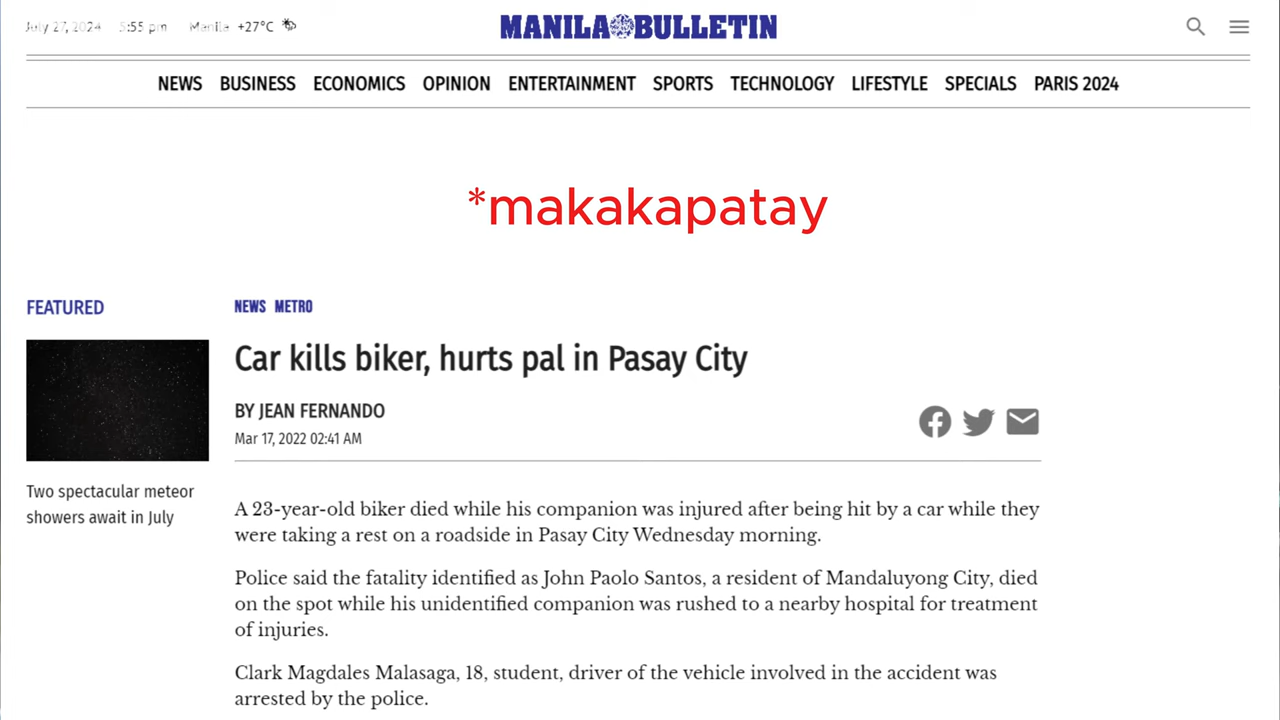 July 27, 2024 5:55 pm Manila +27°C
MANILA BULLETIN
NEWS BUSINESS ECONOMICS OPINION ENTERTAINMENT SPORTS TECHNOLOGY LIFESTYLE SPECIALS PARIS 2024
*makakapatay
FEATURED
Two spectacular meteor
showers await in July
NEWS METRO
Car kills biker, hurts pal in Pasay City
BY JEAN FERNANDO
Mar 17, 2022 02:41 AM
A 23-year-old biker died while his companion was injured after being hit by a car while they
were taking a rest on a roadside in Pasay City Wednesday morning.
Police said the fatality identified as John Paolo Santos, a resident of Mandaluyong City, died
on the spot while his unidentified companion was rushed to a nearby hospital for treatment
of injuries.
Clark Magdales Malasaga, 18, student, driver of the vehicle involved in the accident was
arrested by the police.